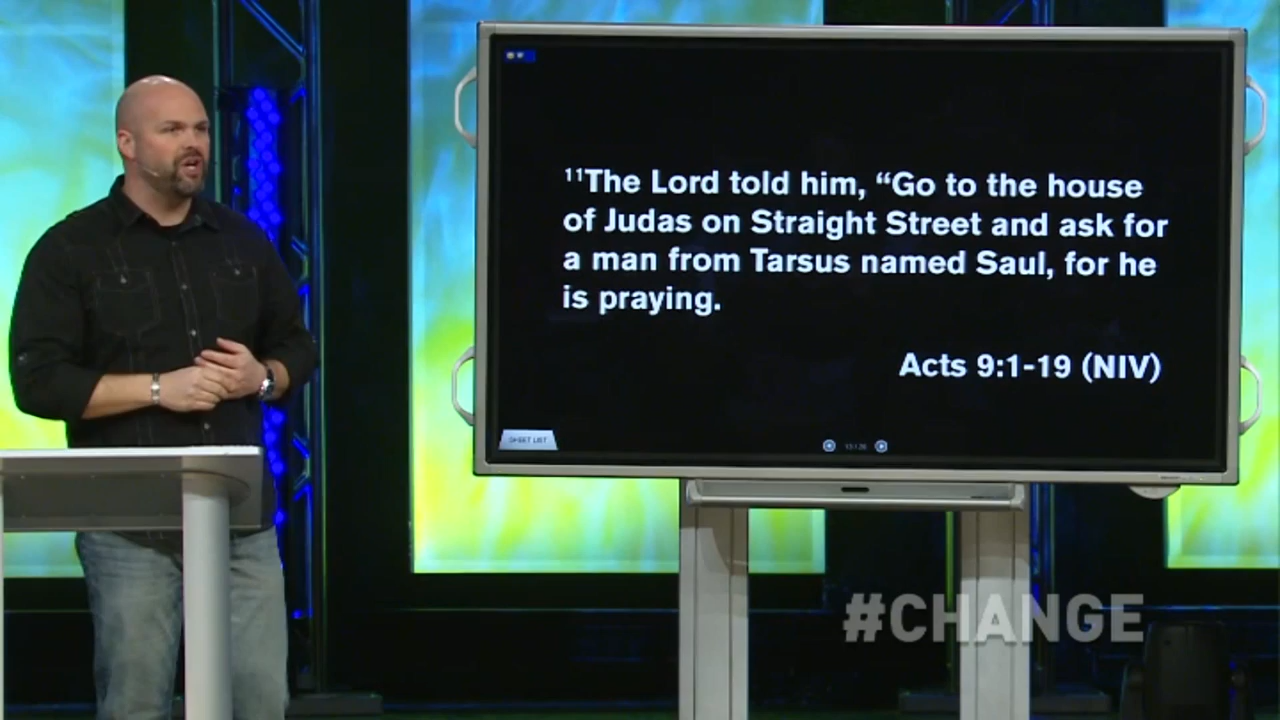 ¹¹The Lord told him, “Go to the house
of Judas on Straight Street and ask for
a man from Tarsus named Saul, for he
is praying.
Acts 9:1-19 (NIV)
#CHANGE